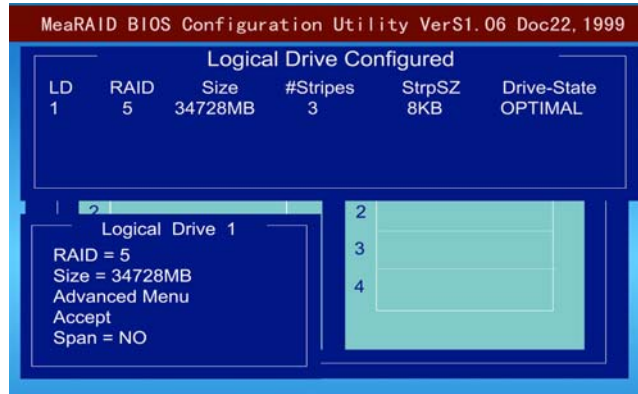 MeaRAID BIOS Configuration Utility VerS1.06 Doc22,1999
Logical Drive Configured
LD RAID Size #Stripes StrpSZ Drive-State
1 5 34728MB 3 8KB OPTIMAL
2 2
Logical Drive 1
3
RAID = 5
Size = 34728MB
4
Advanced Menu
Accept
Span = NO